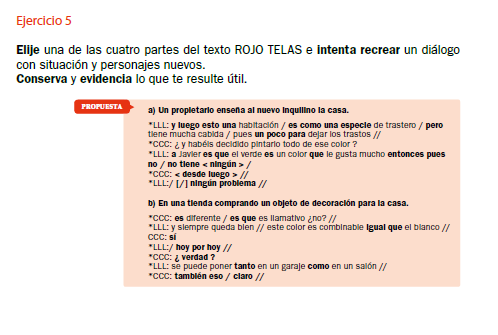 Ejercicio 5
Elije una de las cuatro partes del texto ROJO TELAS e intenta recrear un diálogo
con situación y personajes nuevos.
Conserva y evidencia lo que te resulte útil.
PROPUESTA
a) Un propietario enseña al nuevo inquilino la casa.
*LLL: y luego esto una habitación / es como una especie de trastero / pero
tiene mucha cabida / pues un poco para dejar los trastos //
*CCC: ¿ y habéis decidido pintarlo todo de ese color ?
*LLL: a Javier es que el verde es un color que le gusta mucho entonces pues
no / no tiene < ningún > /
*CCC: < desde luego > //
*LLL:/ [/] ningún problema //
b) En una tienda comprando un objeto de decoración para la casa.
*CCC: es diferente / es que es llamativo ¿no? //
*LLL: y siempre queda bien // este color es combinable igual que el blanco //
CCC: sí
*LLL:/ hoy por hoy //
*CCC: ¿ verdad ?
*LLL: se puede poner tanto en un garaje como en un salón //
*CCC: también eso / claro //